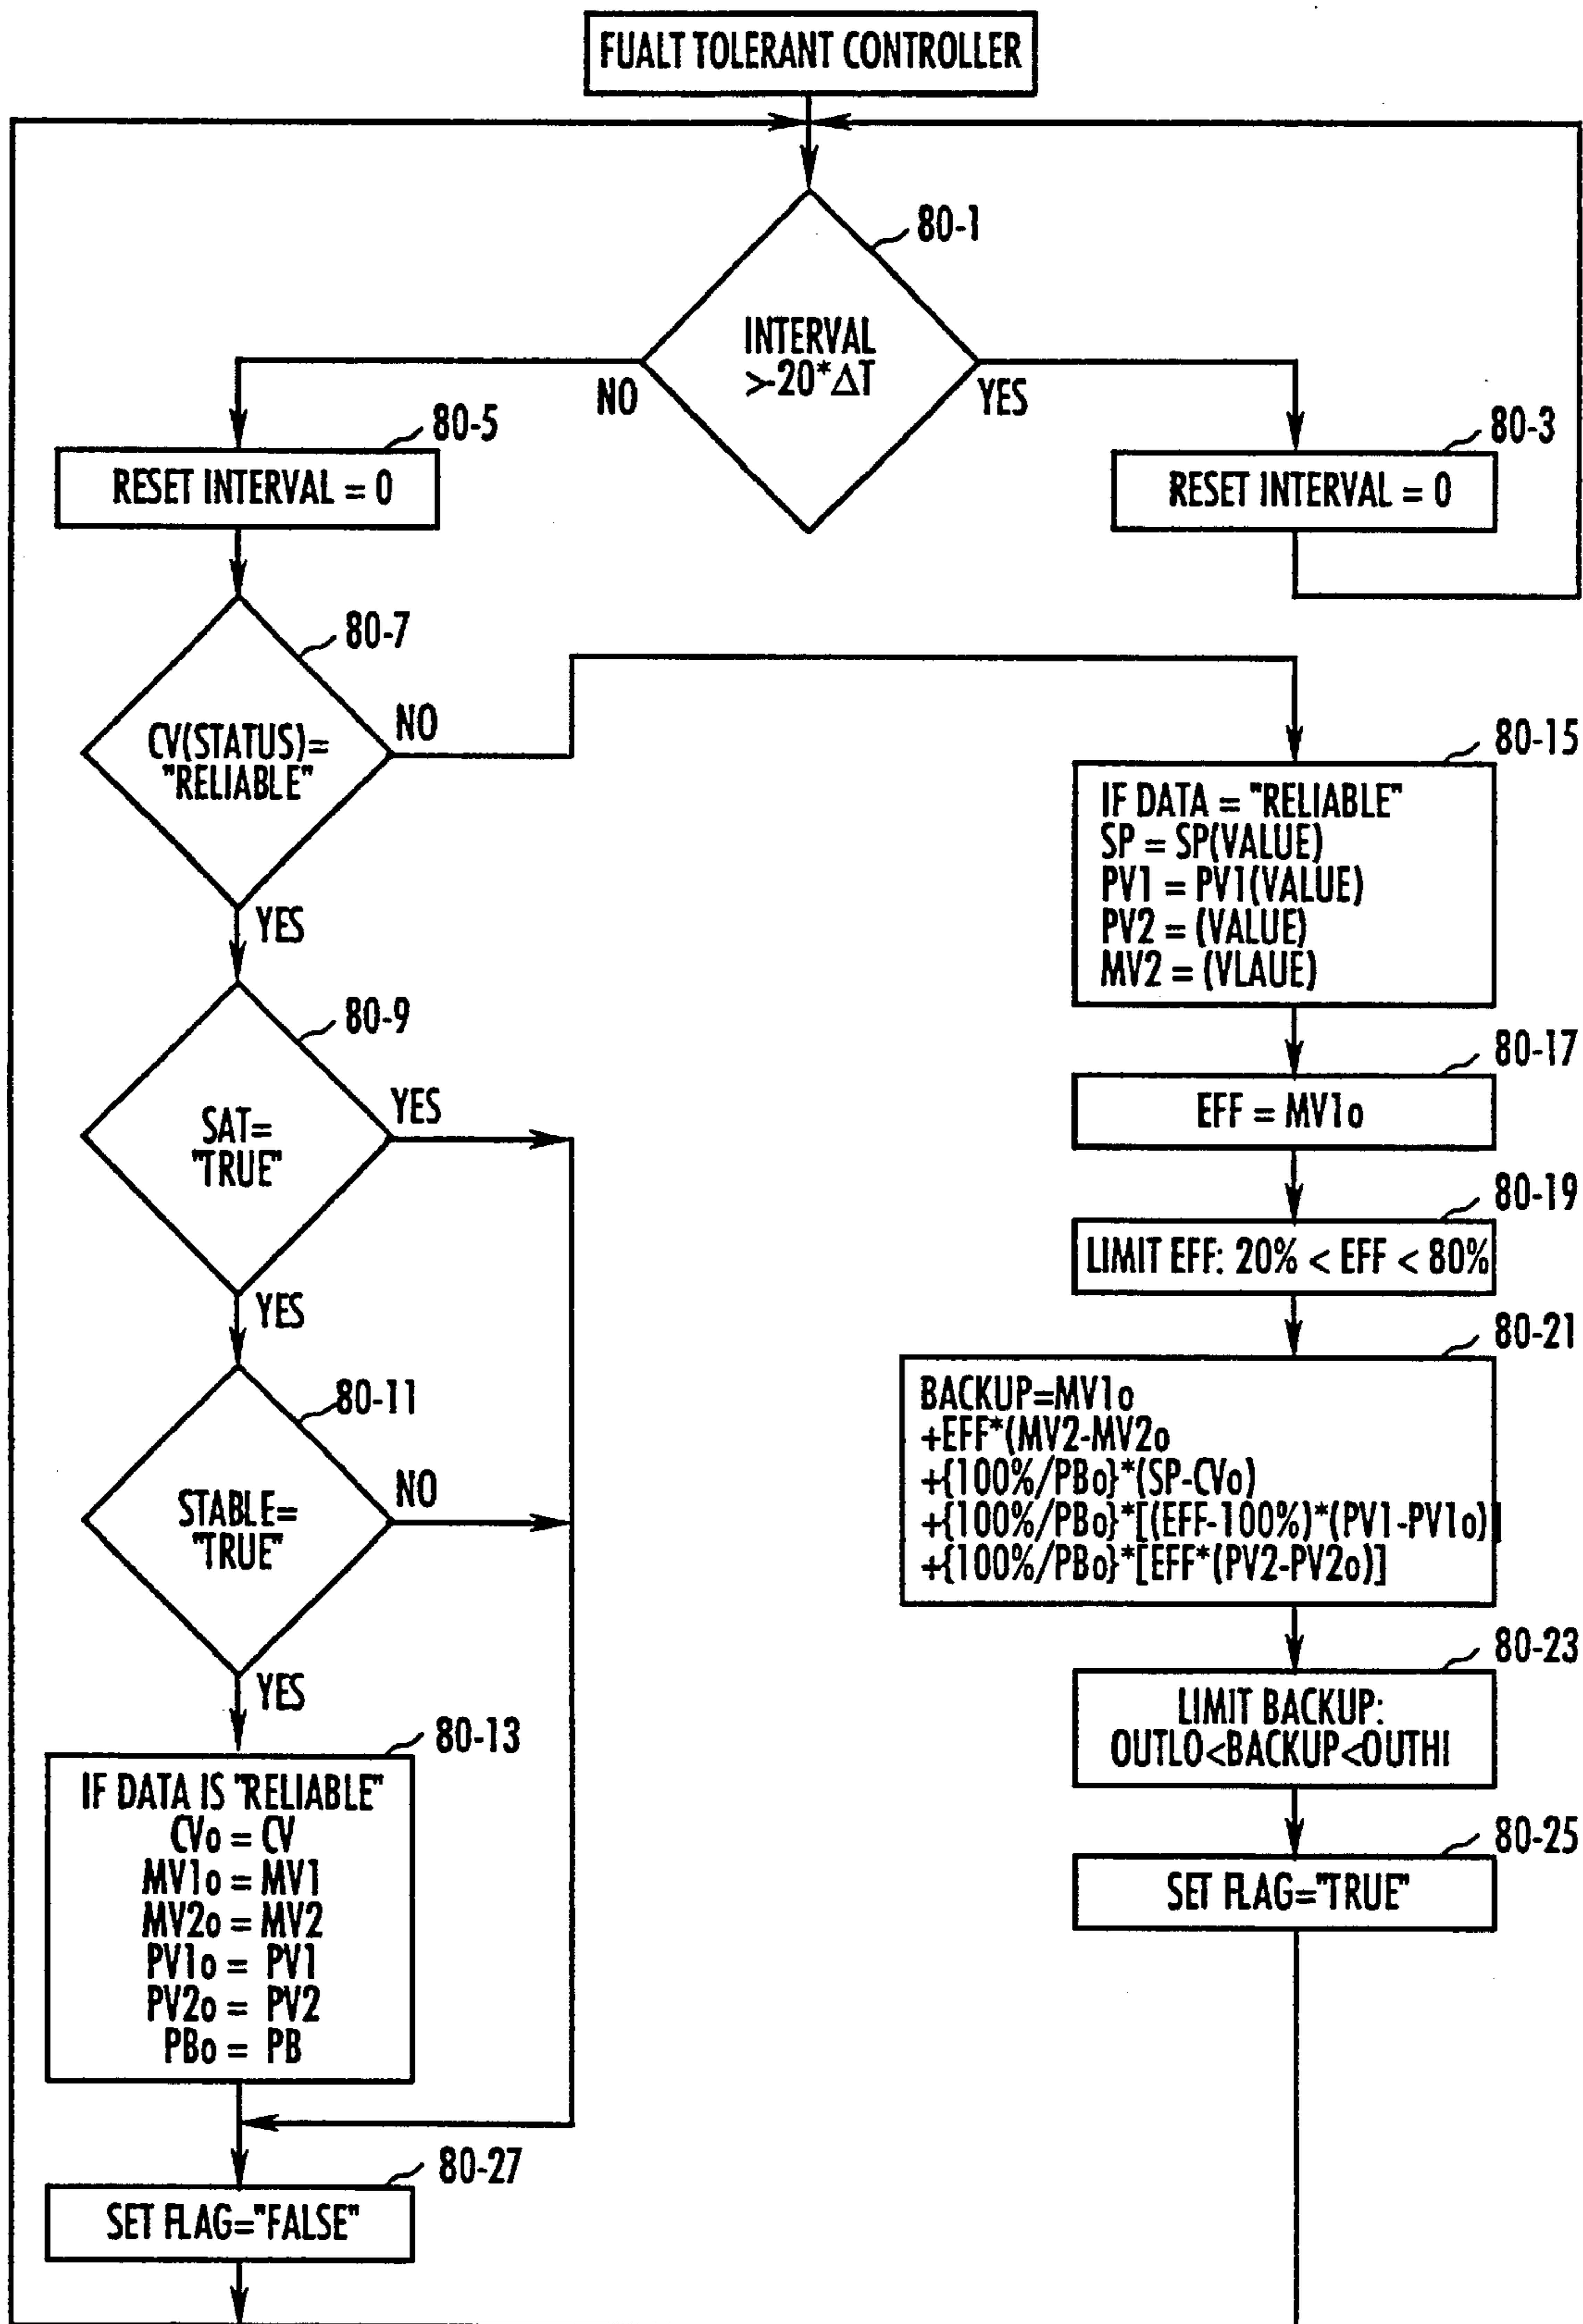 FUALT TOLERANT CONTROLLER
80-1
INTERVAL
>-20*ΔT
NO
YES
80-5
RESET INTERVAL = 0
80-3
RESET INTERVAL = 0
80-7
CV(STATUS)=
"RELIABLE"
NO
YES
80-15
IF DATA = "RELIABLE"
SP = SP(VALUE)
PV1 = PV1(VALUE)
PV2 = (VALUE)
MV2 = (VLAUE)
80-9
SAT=
"TRUE"
YES
YES
80-17
EFF = MV1o
80-19
LIMIT EFF: 20% < EFF < 80%
80-11
STABLE=
"TRUE"
NO
YES
80-21
BACKUP=MV1o
+EFF*(MV2-MV2o
+{100%/PBo}*(SP-CVo)
+{100%/PBo}*[(EFF-100%)*(PV1-PV1o)]
+{100%/PBo}*[EFF*(PV2-PV2o)]
80-23
LIMIT BACKUP:
OUTLO<BACKUP<OUTHI
80-13
IF DATA IS "RELIABLE"
CVo = CV
MV1o = MV1
MV2o = MV2
PV1o = PV1
PV2o = PV2
PBo = PB
80-25
SET FLAG="TRUE"
80-27
SET FLAG="FALSE"